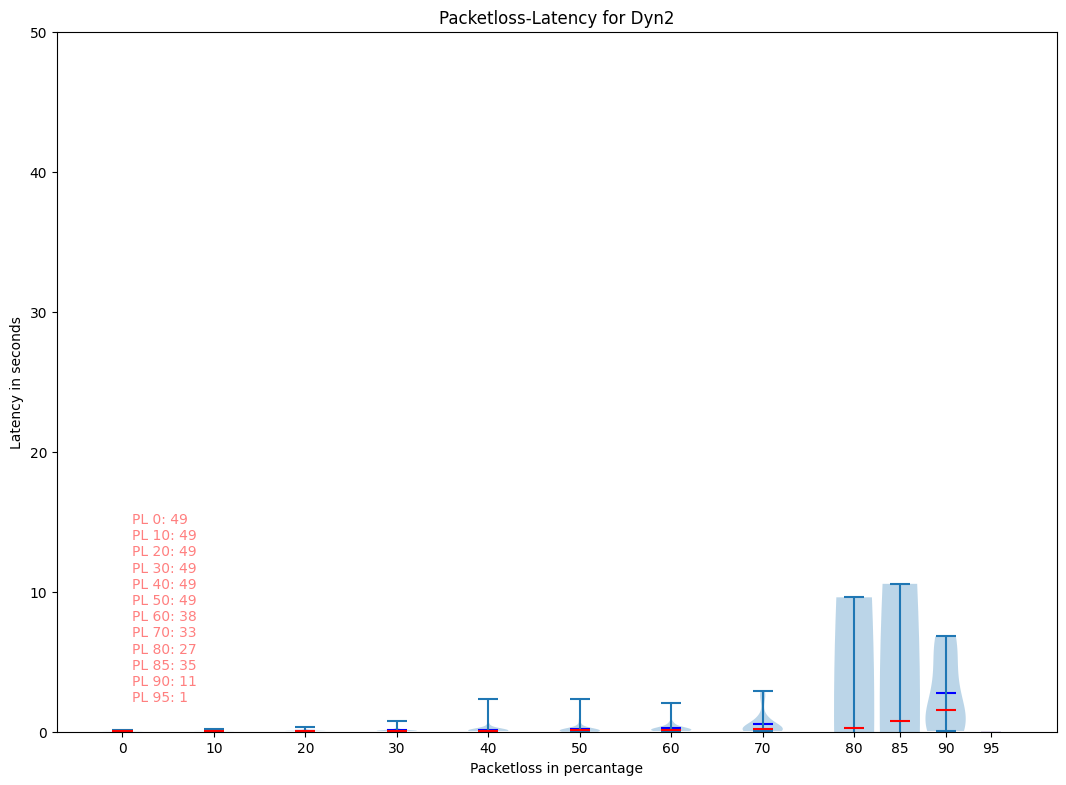 Packetloss-Latency for Dyn2
50
40
30
20
10
0
Latency in seconds
PL 0: 49
PL 10: 49
PL 20: 49
PL 30: 49
PL 40: 49
PL 50: 49
PL 60: 38
PL 70: 33
PL 80: 27
PL 85: 35
PL 90: 11
PL 95: 1
0 10 20 30 40 50 60 70 80 85 90 95
Packetloss in percantage